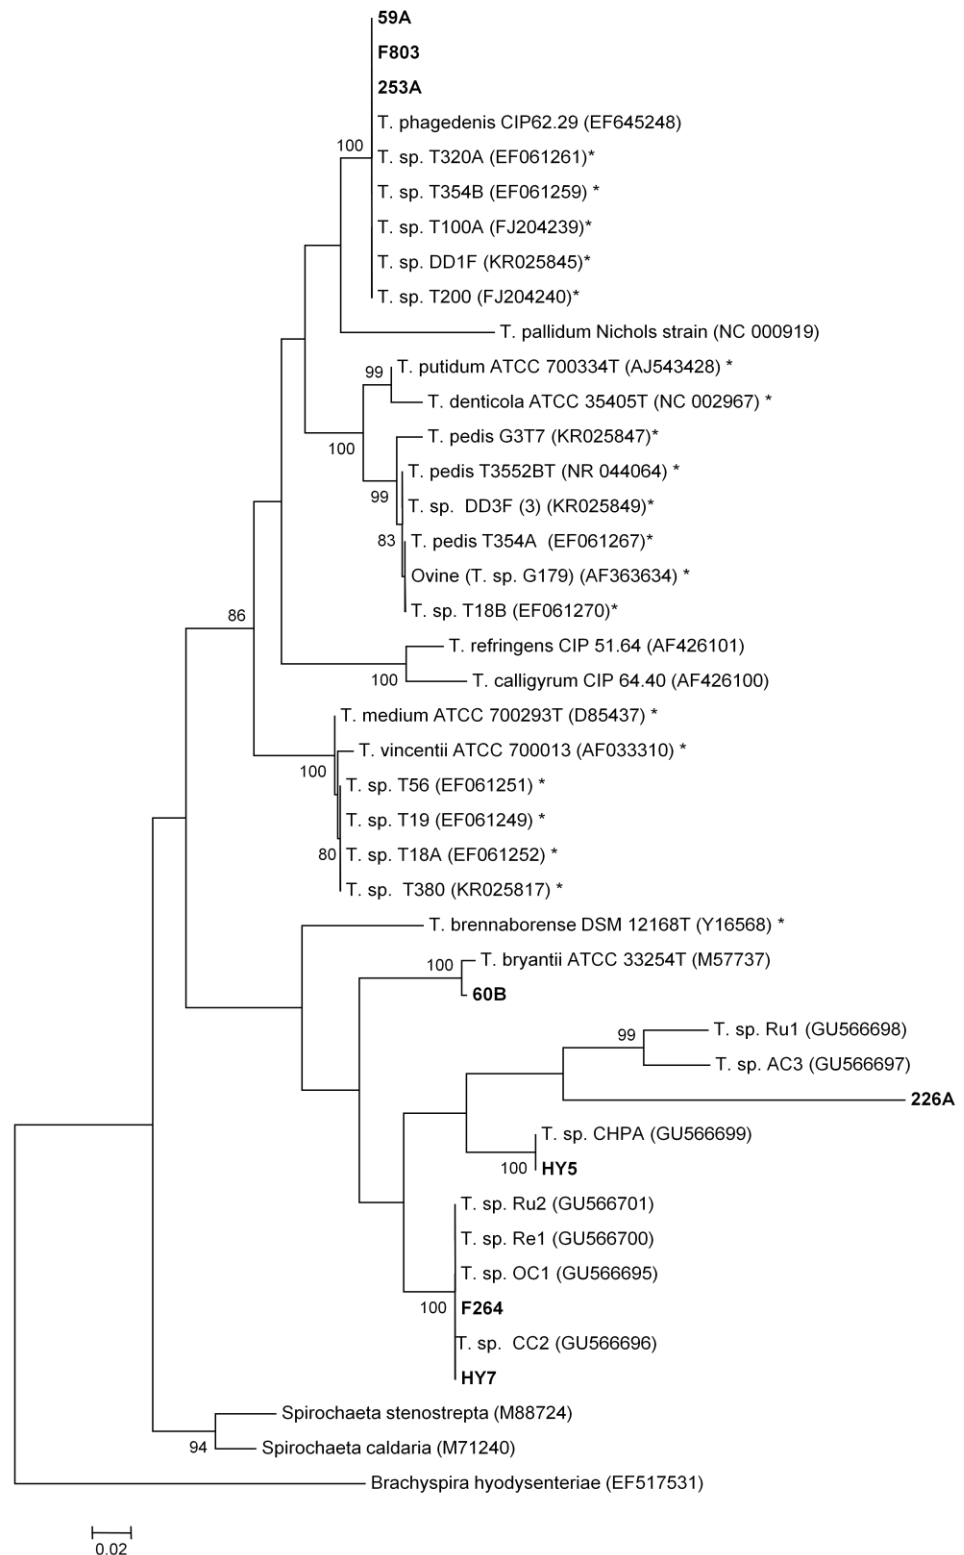 59A
F803
253A
T. phagedenis CIP62.29 (EF645248)
100
T. sp. T320A (EF061261)*
T. sp. T354B (EF061259) *
T. sp. T100A (FJ204239)*
T. sp. DD1F (KR025845)*
T. sp. T200 (FJ204240)*
T. pallidum Nichols strain (NC 000919)
T. putidum ATCC 700334T (AJ543428) *
99
T. denticola ATCC 35405T (NC 002967) *
T. pedis G3T7 (KR025847)*
100
T. pedis T3552BT (NR 044064) *
99
T. sp. DD3F (3) (KR025849)*
T. pedis T354A (EF061267)*
83
Ovine (T. sp. G179) (AF363634) *
T. sp. T18B (EF061270)*
86
T. refringens CIP 51.64 (AF426101)
T. calligyrum CIP 64.40 (AF426100)
100
T. medium ATCC 700293T (D85437) *
T. vincentii ATCC 700013 (AF033310) *
100
T. sp. T56 (EF061251) *
T. sp. T19 (EF061249) *
T. sp. T18A (EF061252) *
80
T. sp. T380 (KR025817) *
T. brennaborense DSM 12168T (Y16568) *
T. bryantii ATCC 33254T (M57737)
100
60B
T. sp. Ru1 (GU566698)
99
T. sp. AC3 (GU566697)
226A
T. sp. CHPA (GU566699)
HY5
100
T. sp. Ru2 (GU566701)
T. sp. Re1 (GU566700)
T. sp. OC1 (GU566695)
F264
100
T. sp. CC2 (GU566696)
HY7
Spirochaeta stenostrepta (M88724)
Spirochaeta caldaria (M71240)
94
Brachyspira hyodysenteriae (EF517531)
0.02